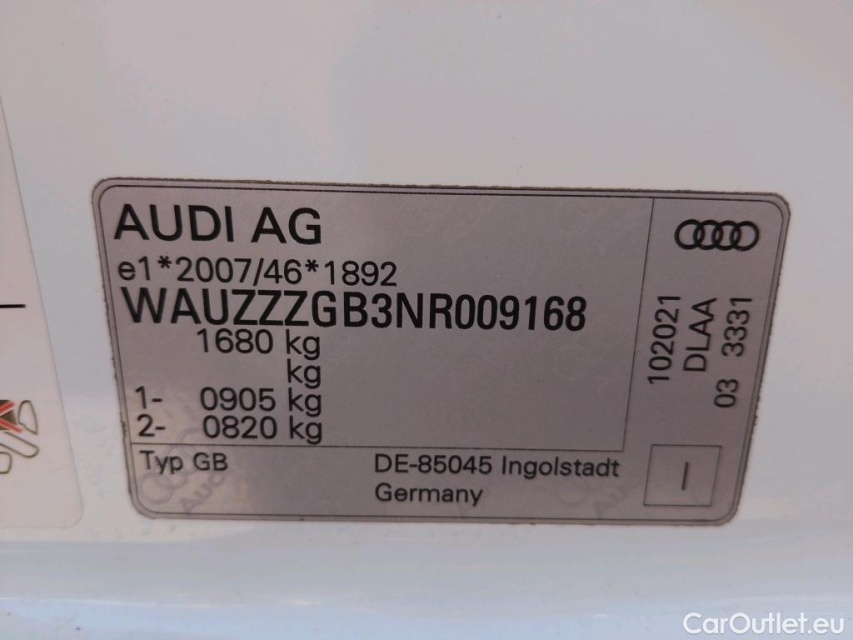 AUDI AG
e1*2007/46*1892
WAUZZZGB3NR009168
1680 kg
kg
1- 0905 kg
2- 0820 kg
Typ GB
DE-85045 Ingolstadt
Germany
102021
DLAA
03 3331
I
CarOutlet.eu